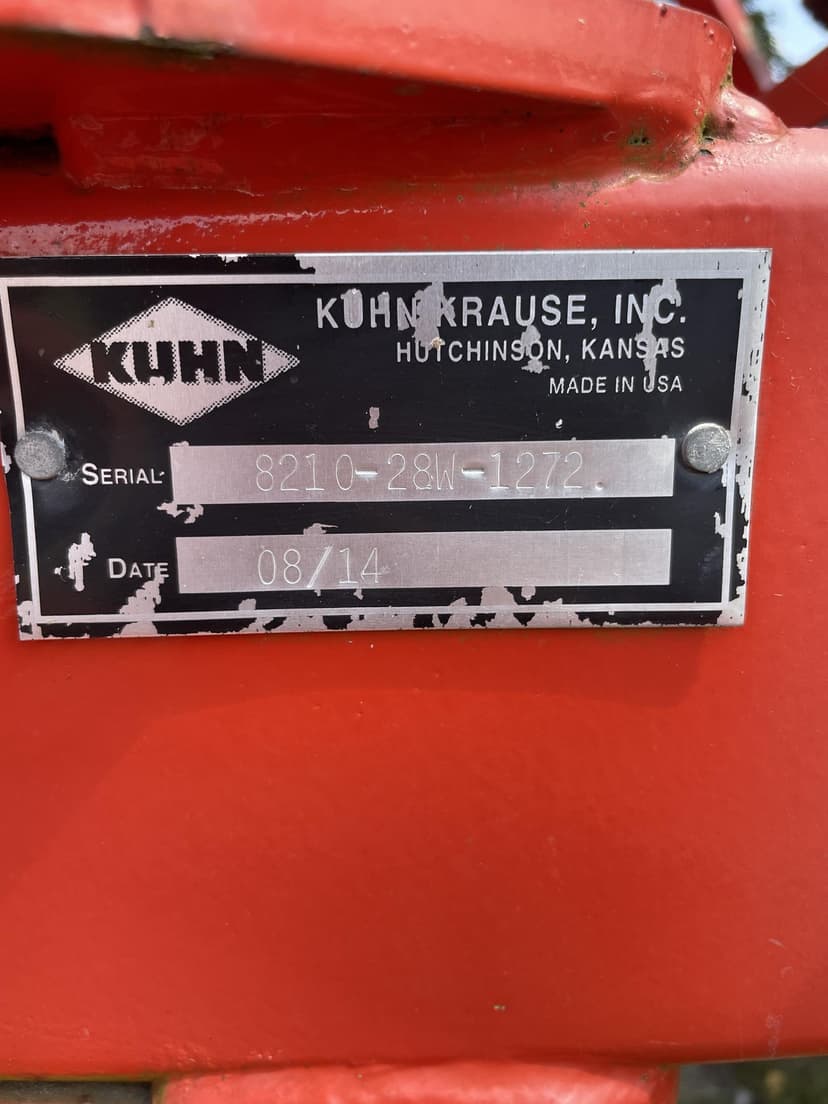 KUHN KRAUSE, INC.
HUTCHINSON, KANSAS
MADE IN USA
KUHN
SERIAL 8210-28W-1272
DATE 08/14